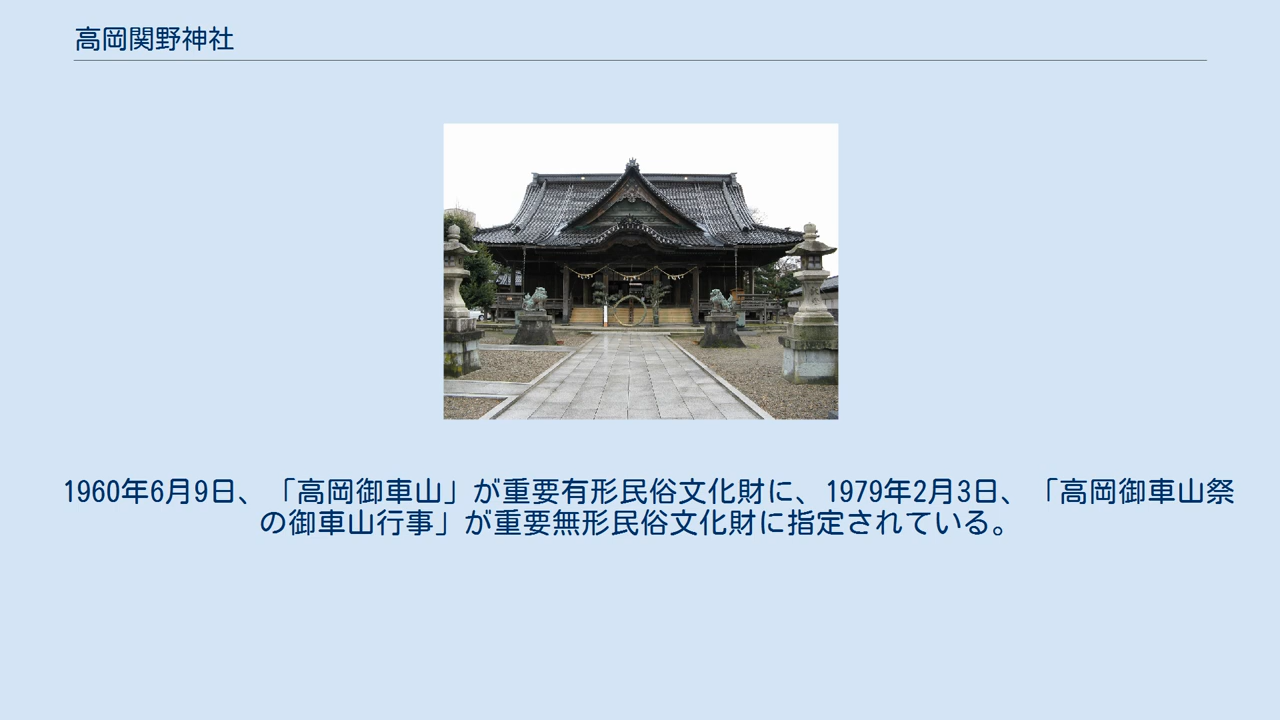 高岡関野神社
1960年6月9日、「高岡御車山」が重要有形民俗文化財に、1979年2月3日、「高岡御車山祭
の御車山行事」が重要無形民俗文化財に指定されている。